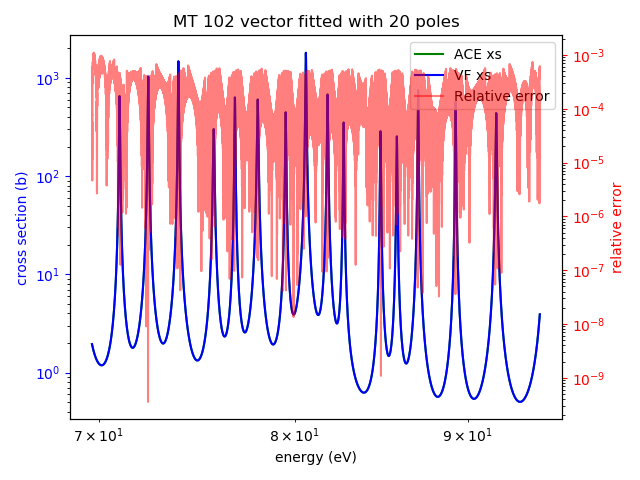 MT 102 vector fitted with 20 poles
ACE xs
VF xs
Relative error
cross section (b)
10³
10²
10¹
10⁰
relative error
10⁻³
10⁻⁴
10⁻⁵
10⁻⁶
10⁻⁷
10⁻⁸
10⁻⁹
7 × 10¹
8 × 10¹
9 × 10¹
energy (eV)